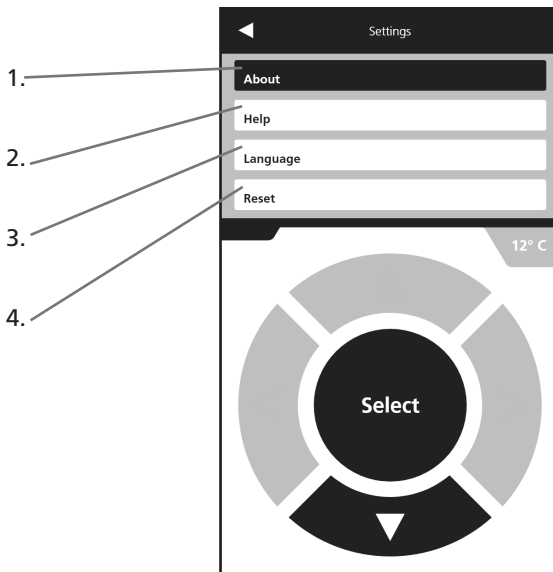 Settings
1.
About
2.
Help
3.
Language
4.
Reset
12° C
Select